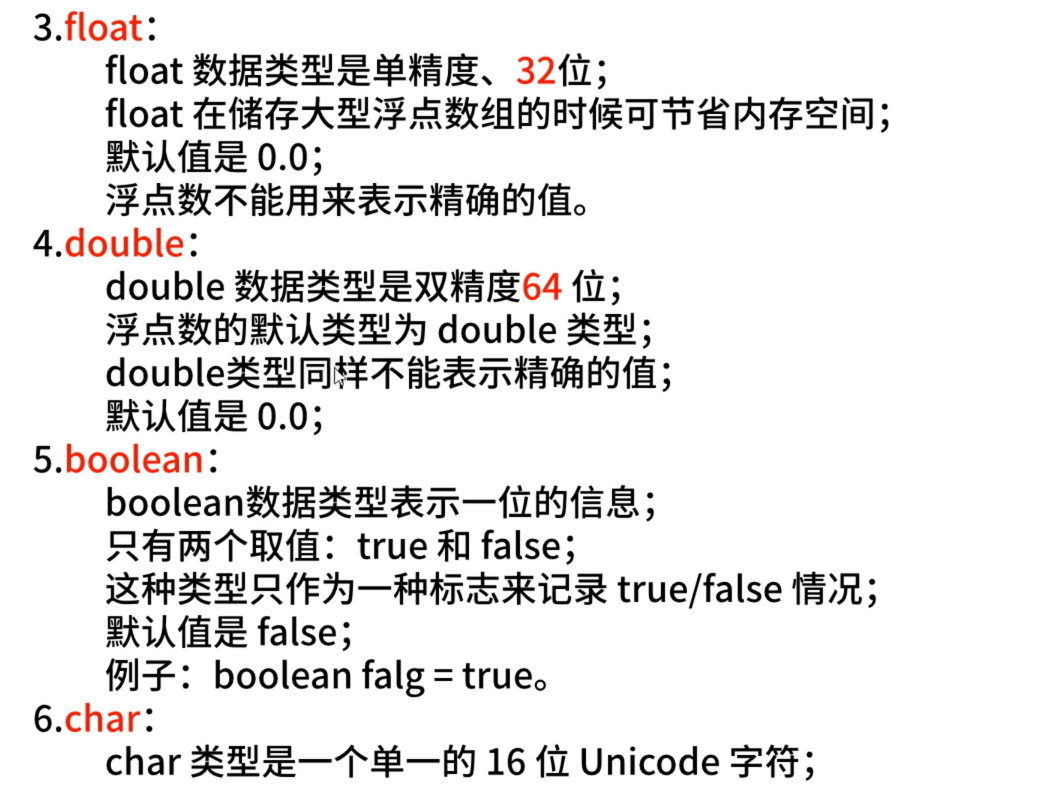 3.float：
float 数据类型是单精度、32位；
float 在储存大型浮点数组的时候可节省内存空间；
默认值是 0.0；
浮点数不能用来表示精确的值。
4.double：
double 数据类型是双精度64 位；
浮点数的默认类型为 double 类型；
double类型同样不能表示精确的值；
默认值是 0.0；
5.boolean：
boolean数据类型表示一位的信息；
只有两个取值：true 和 false；
这种类型只作为一种标志来记录 true/false 情况；
默认值是 false；
例子：boolean falg = true。
6.char：
char 类型是一个单一的 16 位 Unicode 字符；